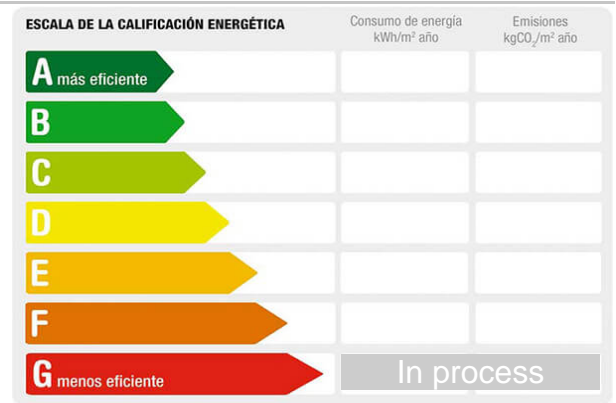 ESCALA DE LA CALIFICACIÓN ENERGÉTICA
Consumo de energía
kWh/m² año
Emisiones
kgCO₂/m² año
A más eficiente
B
C
D
E
F
G menos eficiente
In process